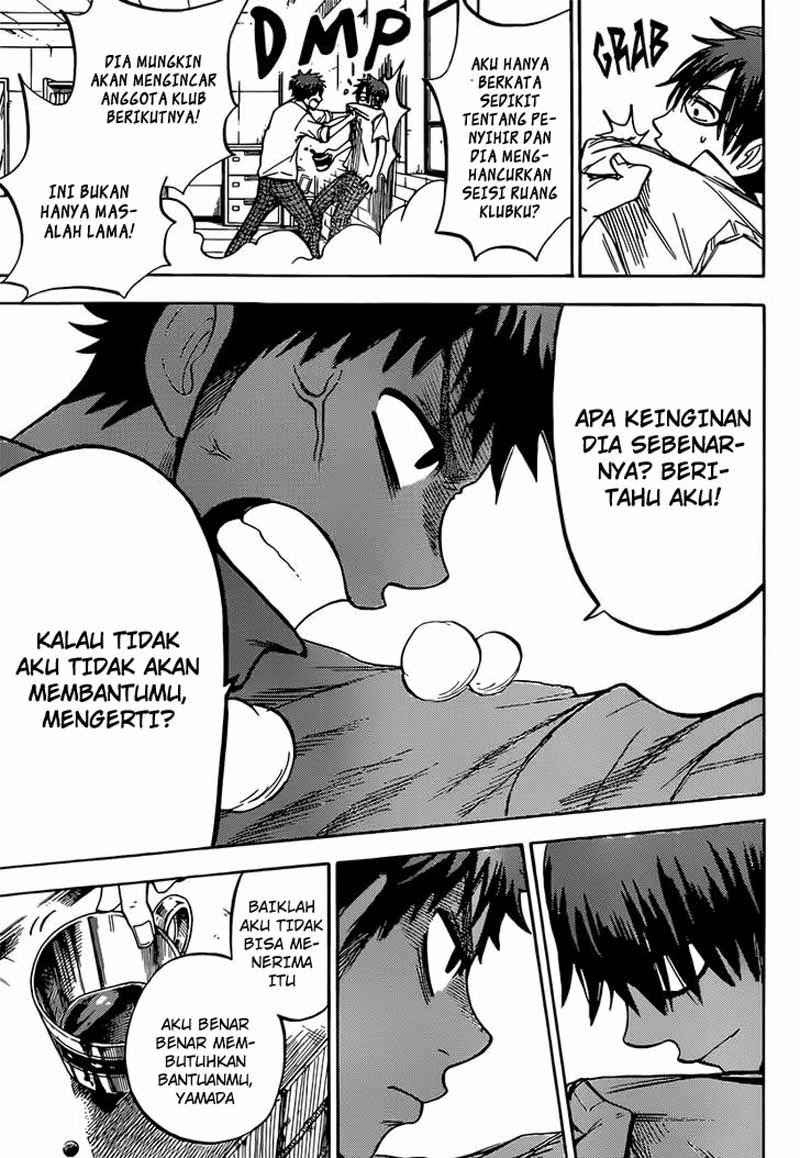 GRAB
AKU HANYA
BERKATA
SEDIKIT
TENTANG PE-
NYIHIR DAN
DIA MENG-
HANCURKAN
SEISI RUANG
KLUBKU?
DMP
DIA MUNGKIN
AKAN MENGINCAR
ANGGOTA KLUB
BERIKUTNYA!
INI BUKAN
HANYA MAS-
ALAH LAMA!
APA KEINGINAN
DIA SEBENAR-
NYA? BERI-
TAHU AKU!
KALAU TIDAK
AKU TIDAK AKAN
MEMBANTUMU,
MENGERTI?
BAIKLAH
AKU TIDAK
BISA ME-
NERIMA
ITU
AKU BENAR
BENAR MEM-
BUTUHKAN
BANTUANMU,
YAMADA